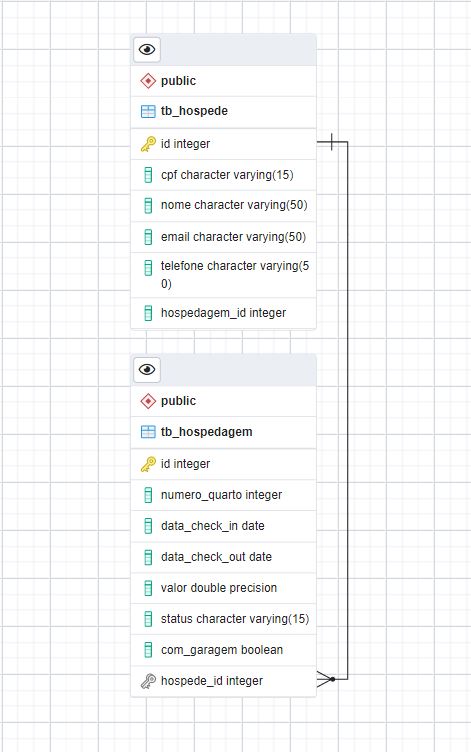 public
tb_hospede
id integer
cpf character varying(15)
nome character varying(50)
email character varying(50)
telefone character varying(5
0)
hospedagem_id integer
public
tb_hospedagem
id integer
numero_quarto integer
data_check_in date
data_check_out date
valor double precision
status character varying(15)
com_garagem boolean
hospede_id integer